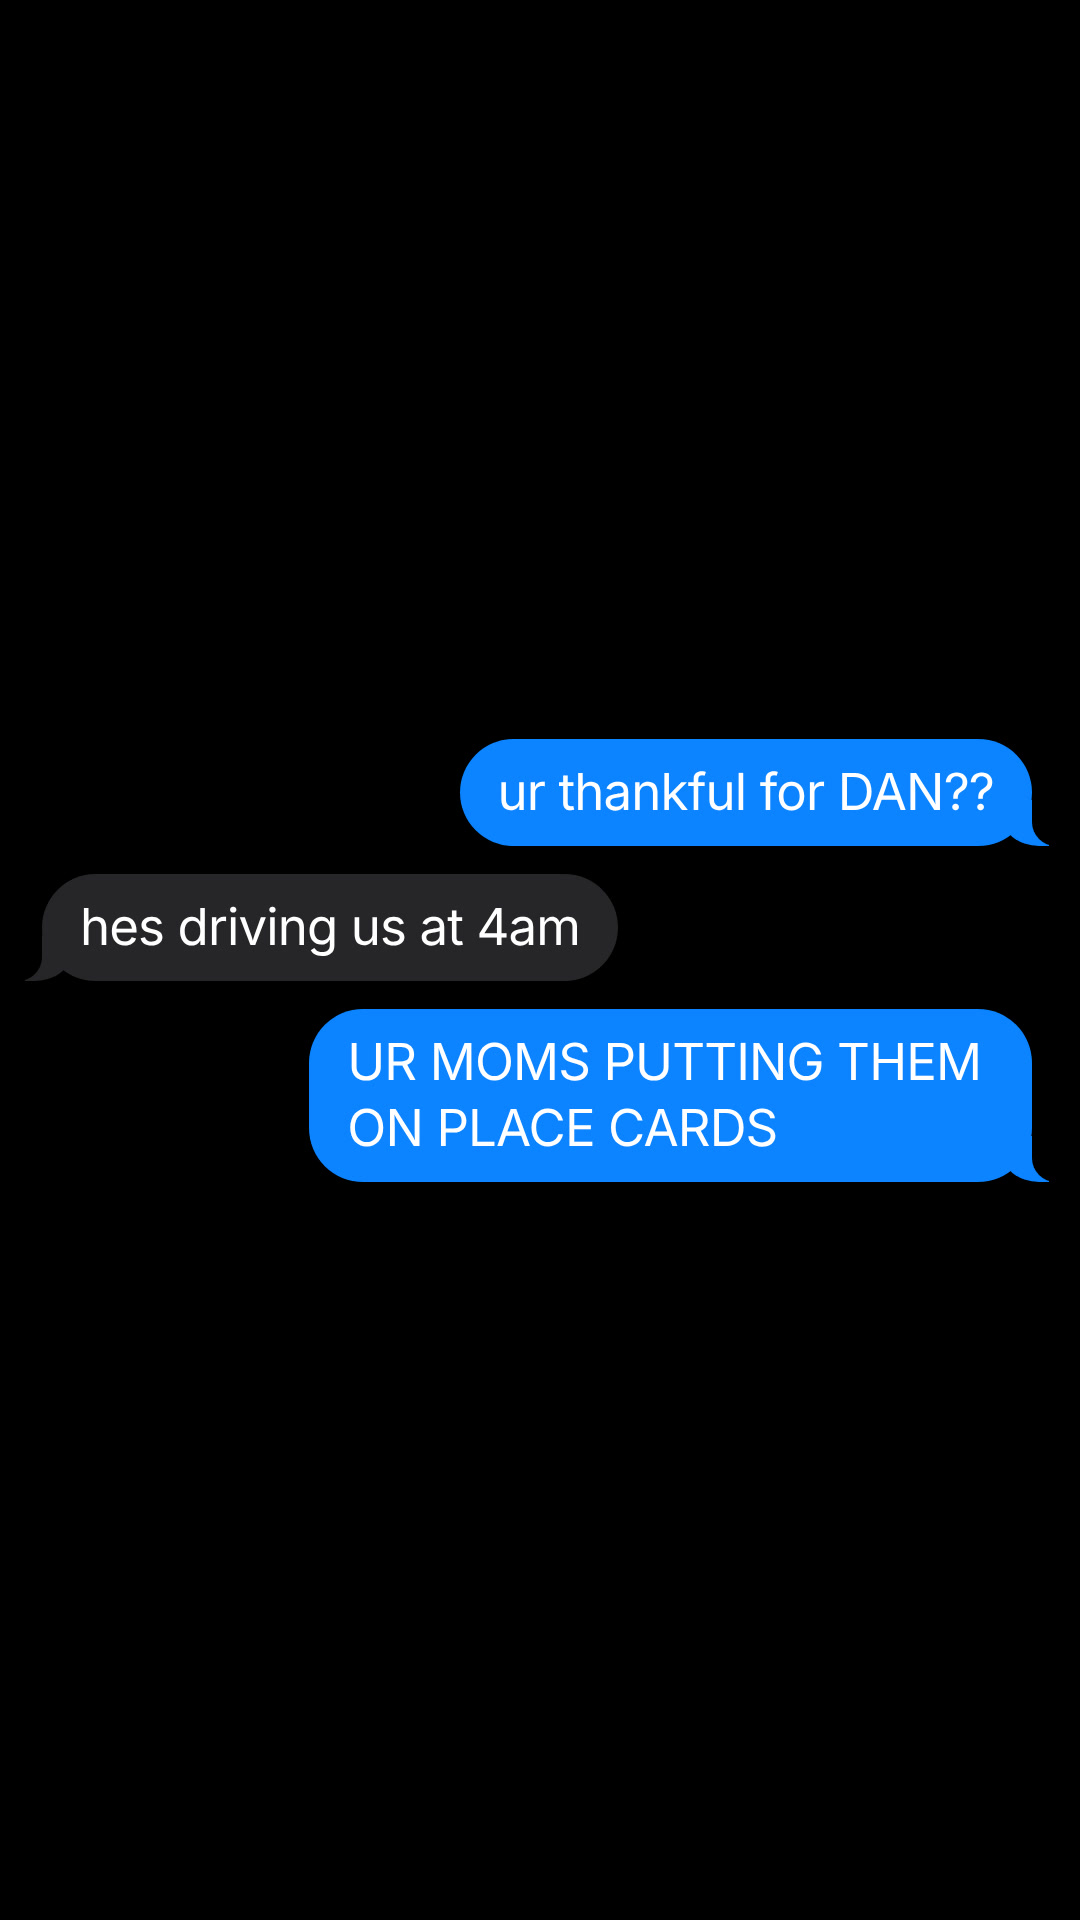 ur thankful for DAN??
hes driving us at 4am
UR MOMS PUTTING THEM
ON PLACE CARDS